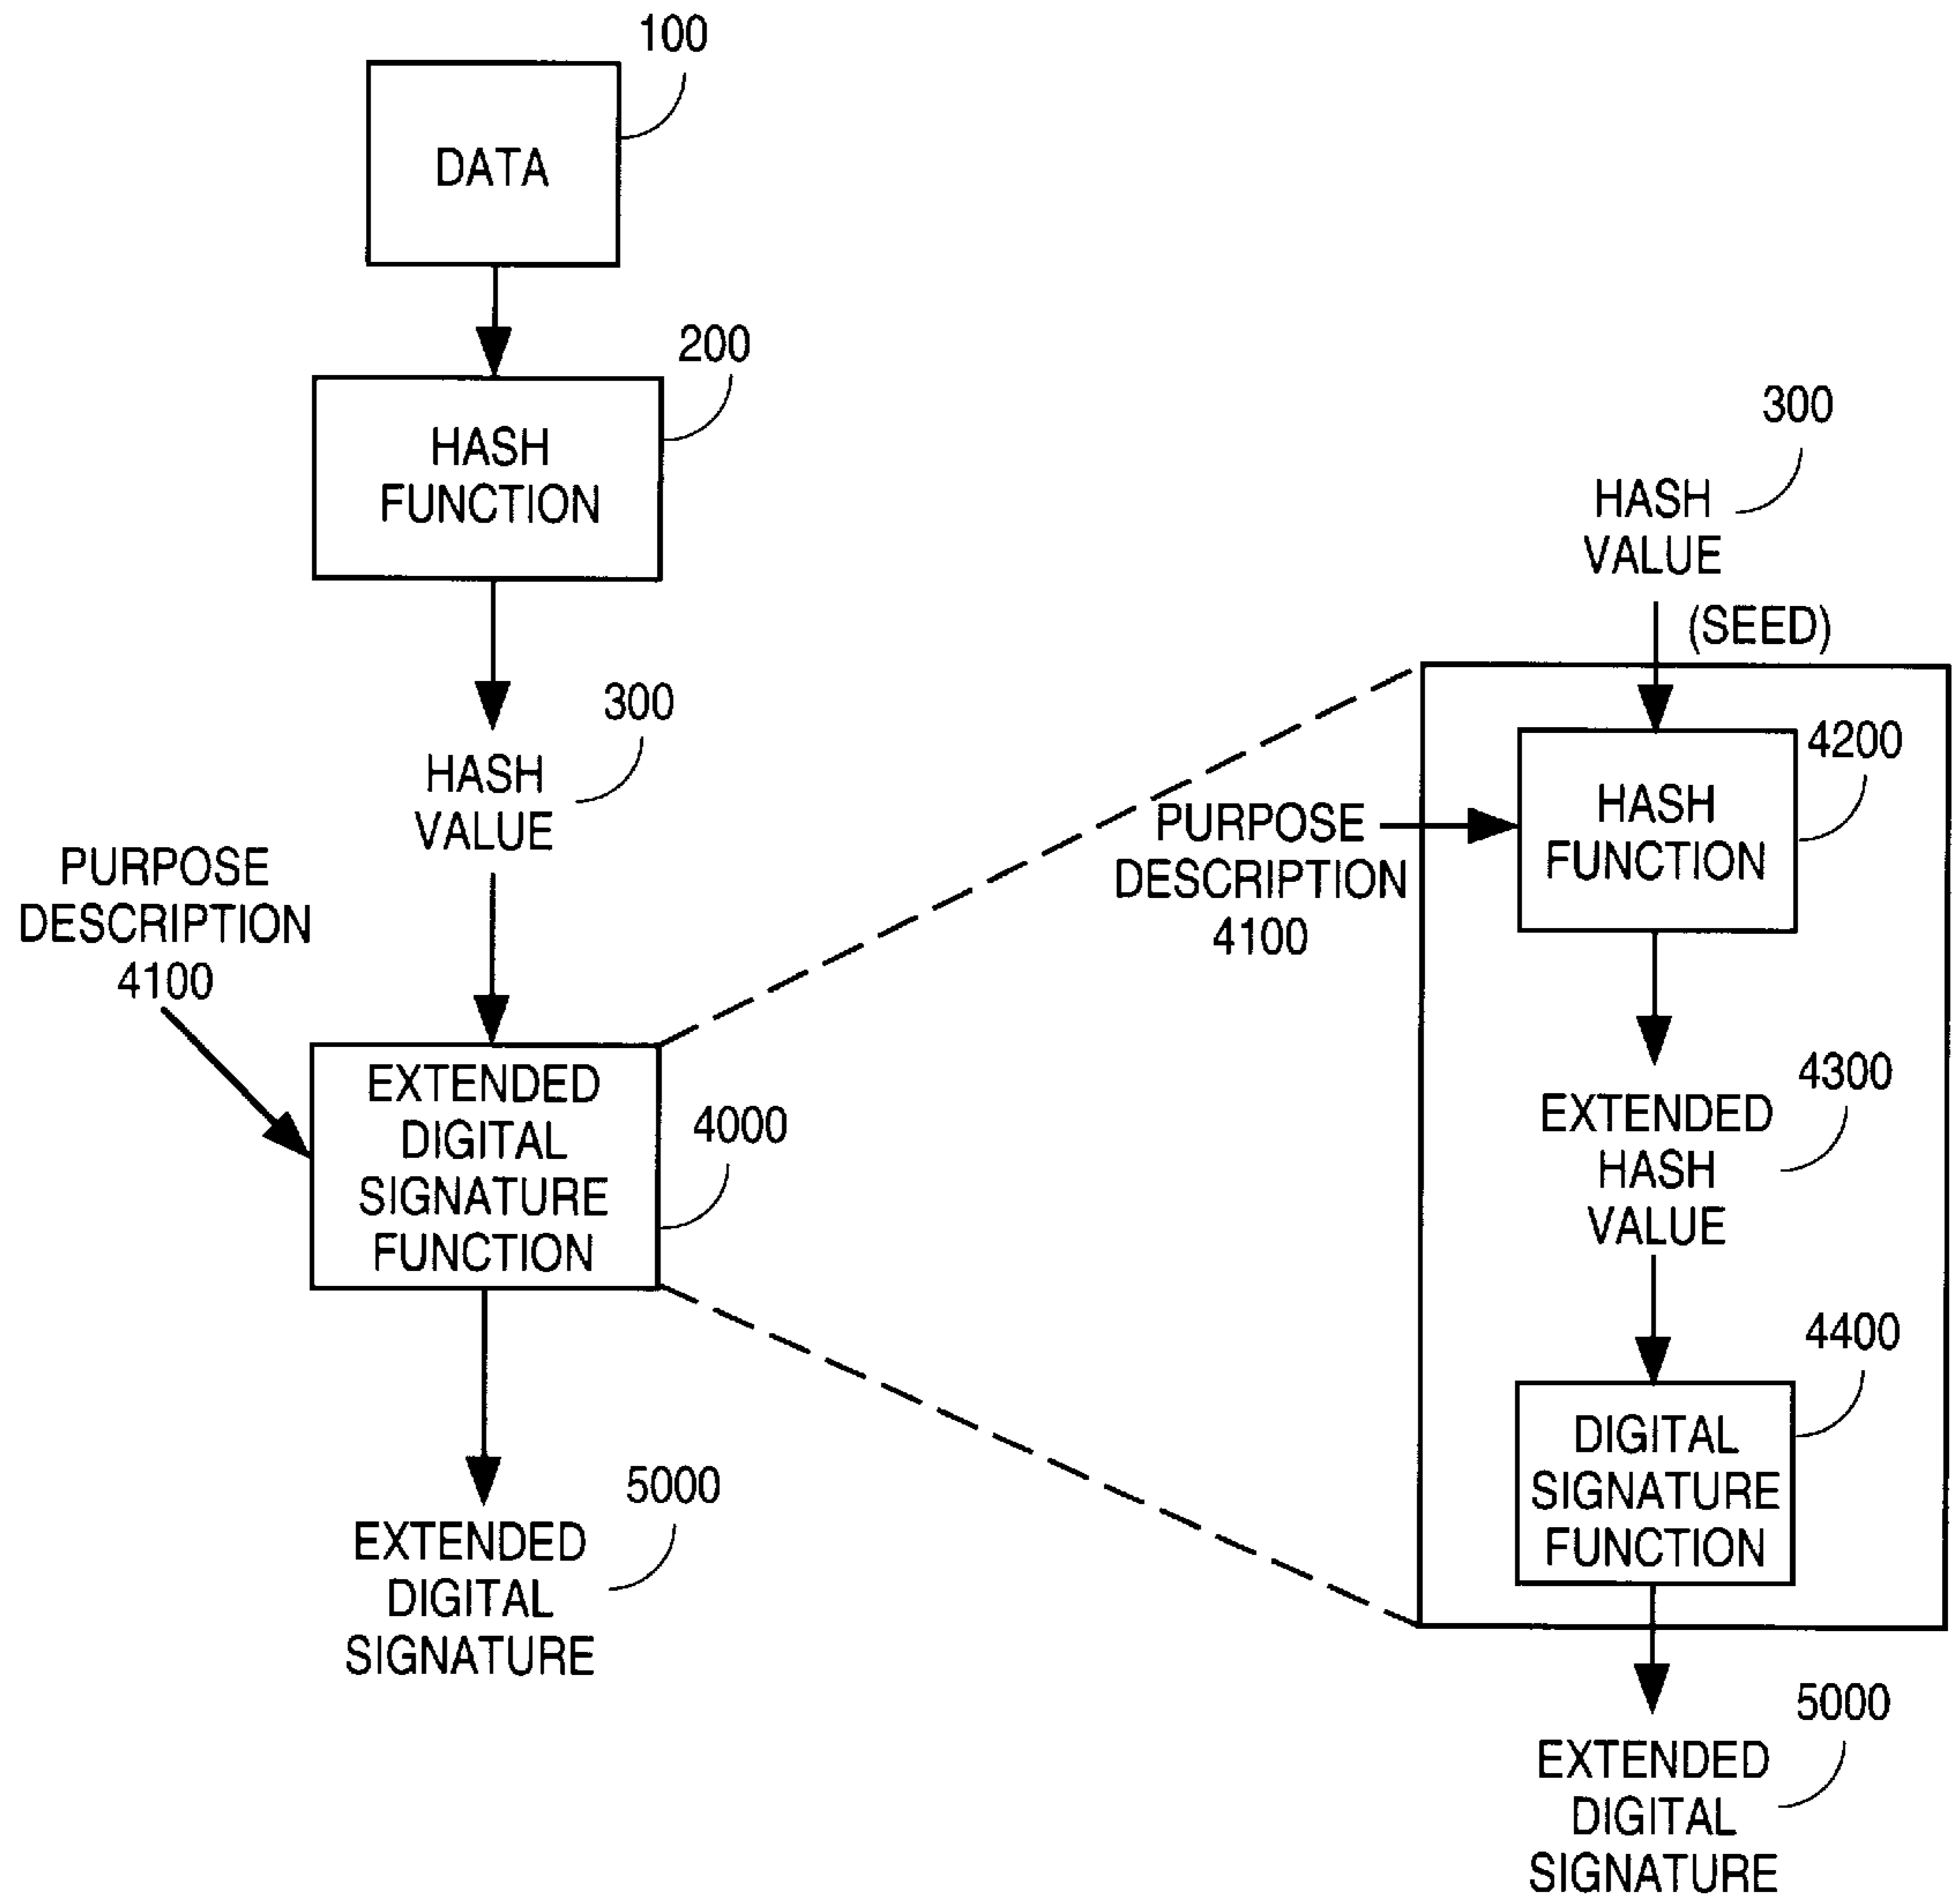 100
DATA
200
HASH
FUNCTION
300
HASH
VALUE
PURPOSE
DESCRIPTION
4100
EXTENDED
DIGITAL
SIGNATURE
FUNCTION
4000
5000
EXTENDED
DIGITAL
SIGNATURE
300
HASH
VALUE
(SEED)
4200
HASH
FUNCTION
PURPOSE
DESCRIPTION
4100
4300
EXTENDED
HASH
VALUE
4400
DIGITAL
SIGNATURE
FUNCTION
5000
EXTENDED
DIGITAL
SIGNATURE